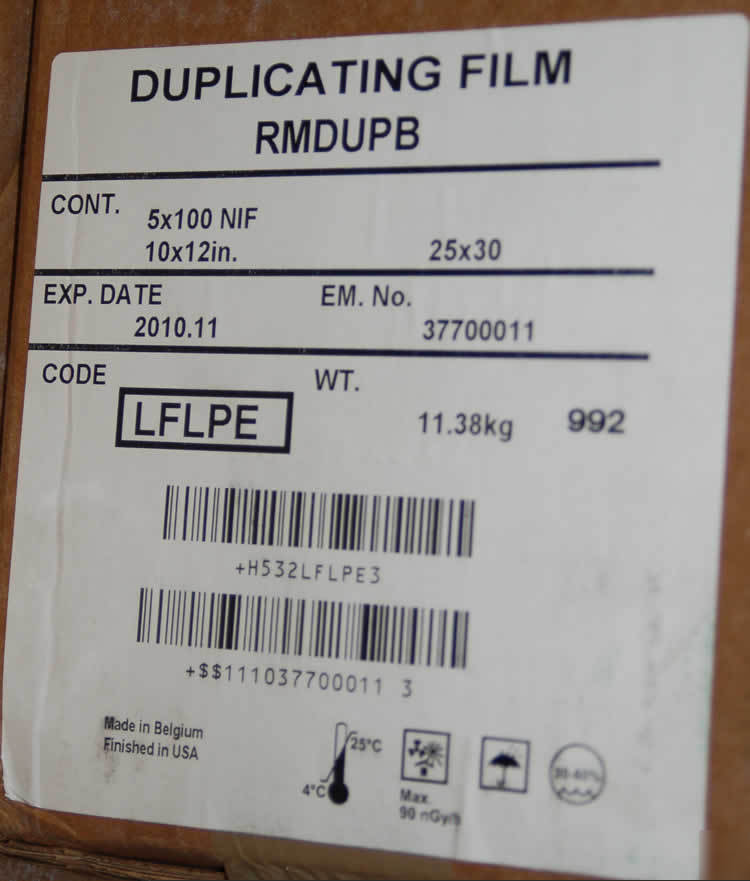 DUPLICATING FILM
RMDUPB
CONT.
5x100 NIF
10x12in. 25x30
EXP. DATE EM. No.
2010.11 37700011
CODE WT.
LFLPE 11.38kg 992
+H532LFLPE3
+$$111037700011 3
Made in Belgium
Finished in USA
25°C
4°C
Max.
90 nGy/h